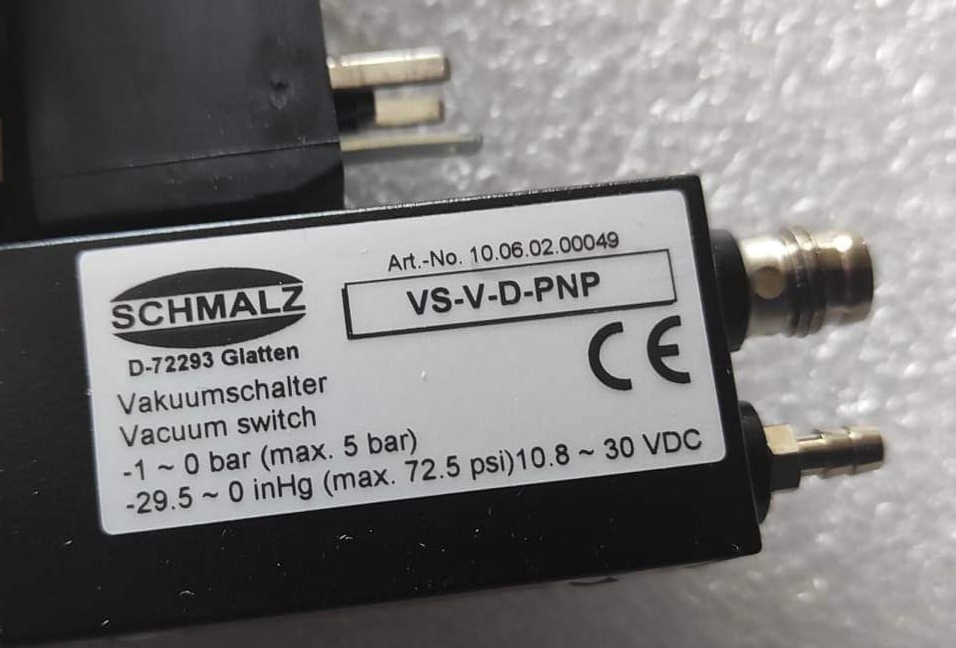 Art.-No. 10.06.02.00049
SCHMALZ
VS-V-D-PNP
D-72293 Glatten
CE
Vakuumschalter
Vacuum switch
-1 ~ 0 bar (max. 5 bar)
-29.5 ~ 0 inHg (max. 72.5 psi)10.8 ~ 30 VDC